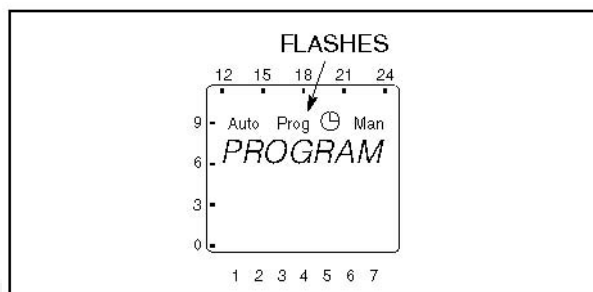 FLASHES
12 15 18 21 24
9 Auto Prog Man
PROGRAM
6
3
0
1 2 3 4 5 6 7